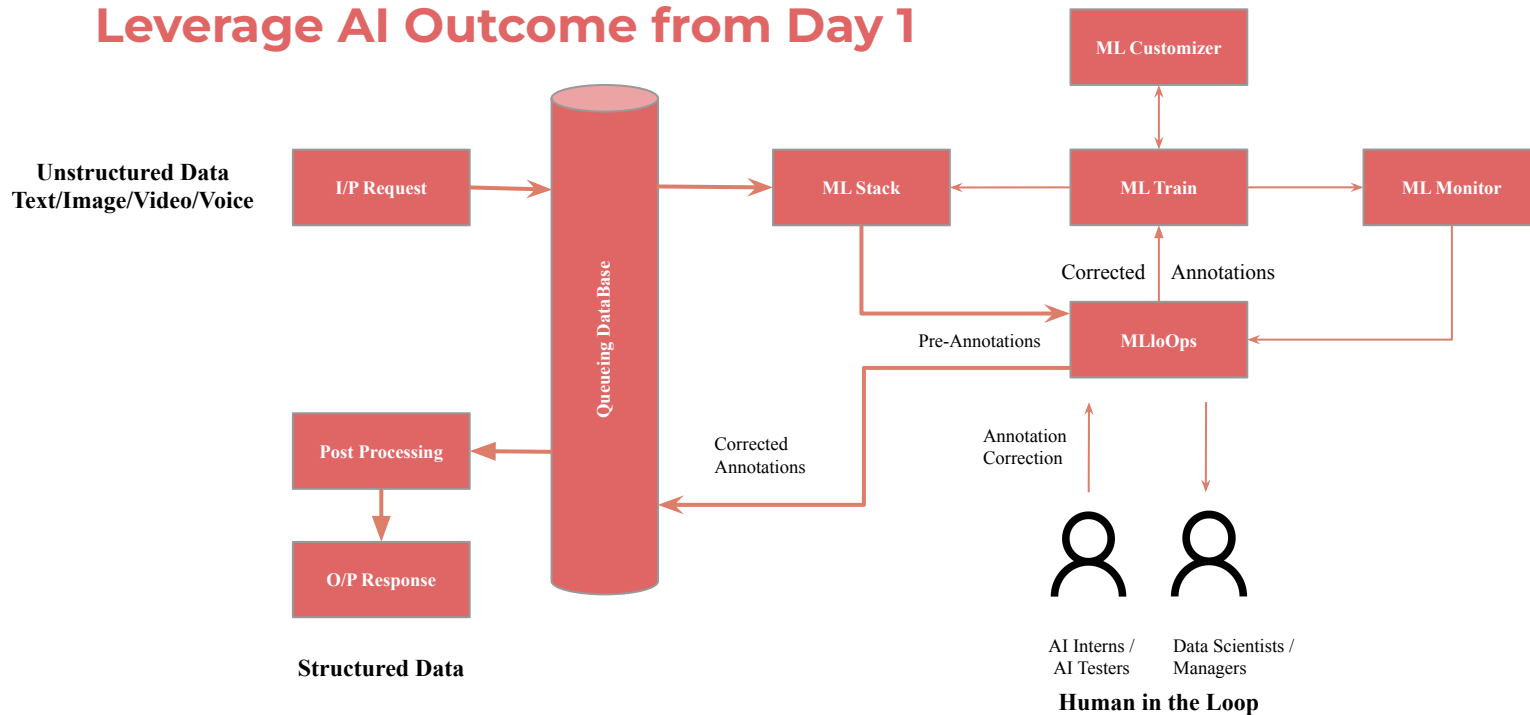 Leverage AI Outcome from Day 1
ML Customizer
Unstructured Data
Text/Image/Video/Voice
I/P Request
ML Stack
ML Train
ML Monitor
Corrected Annotations
Queueing DataBase
Pre-Annotations
MLloOps
Post Processing
Corrected
Annotations
Annotation
Correction
O/P Response
Structured Data
AI Interns /
AI Testers
Data Scientists /
Managers
Human in the Loop